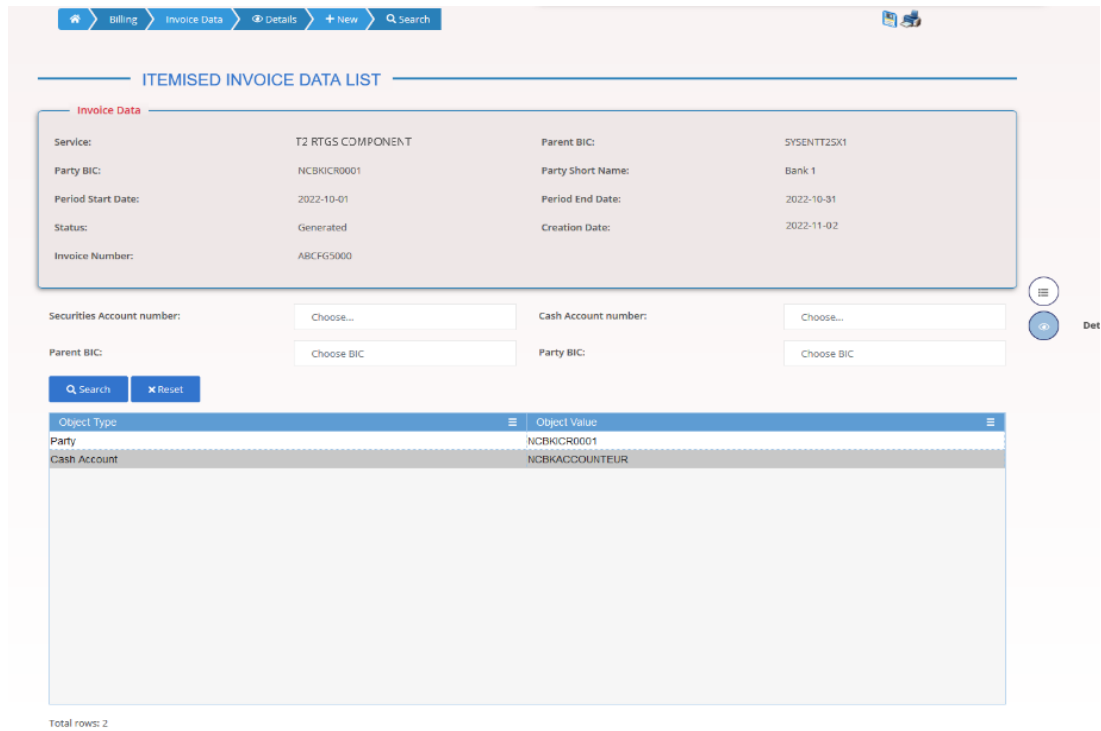 Billing Invoice Data Details + New Search
ITEMISED INVOICE DATA LIST
Invoice Data
Service: T2 RTGS COMPONENT Parent BIC: SYSENTT2SX1
Party BIC: NCBKICR0001 Party Short Name: Bank 1
Period Start Date: 2022-10-01 Period End Date: 2022-10-31
Status: Generated Creation Date: 2022-11-02
Invoice Number: ABCFG5000
Securities Account number: Choose... Cash Account number: Choose...
Det
Parent BIC: Choose BIC Party BIC: Choose BIC
Search Reset
Object Type Object Value
Party NCBKICR0001
Cash Account NCBKACCOUNTEUR
Total rows: 2